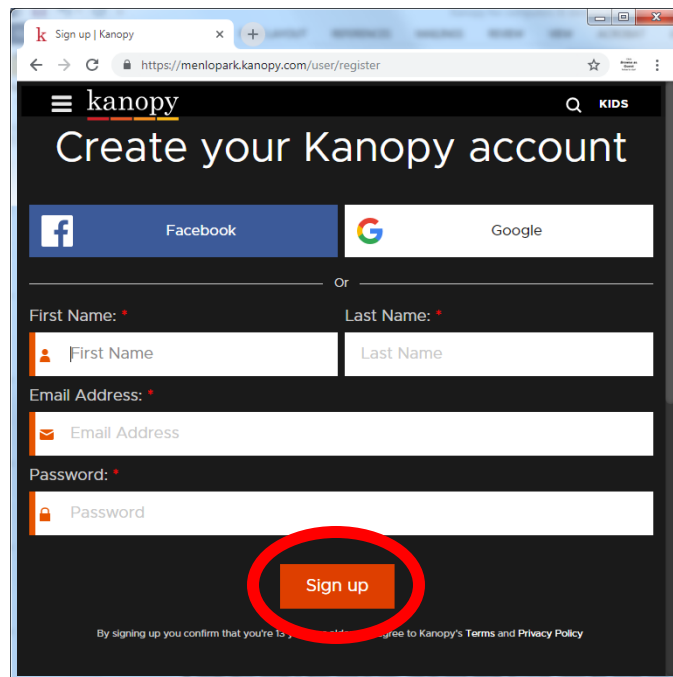 k Sign up | Kanopy
https://menlopark.kanopy.com/user/register
kanopy KIDS
Create your Kanopy account
f Facebook G Google
Or
First Name: * Last Name: *
First Name Last Name
Email Address: *
Email Address
Password: *
Password
Sign up
By signing up you confirm that you're 13 agree to Kanopy's Terms and Privacy Policy